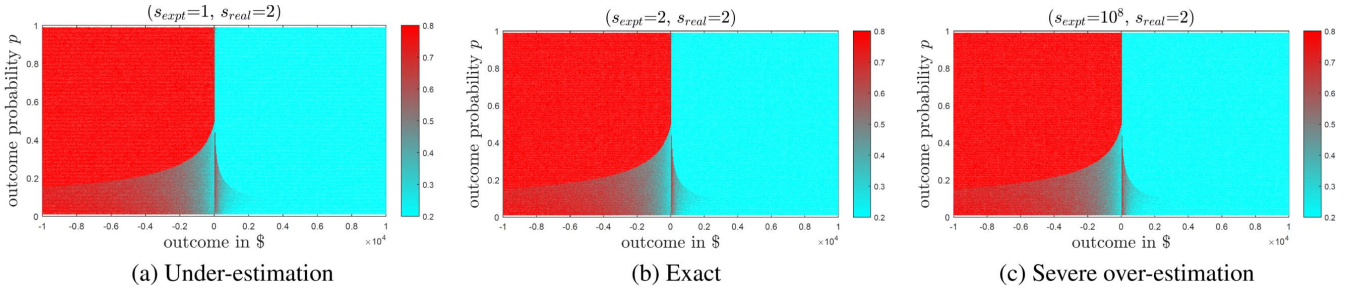 (s_expt=1, s_real=2)
outcome probability p
1
0.8
0.6
0.4
0.2
0
-1 -0.8 -0.6 -0.4 -0.2 0 0.2 0.4 0.6 0.8 1
×10^4
outcome in $
0.8
0.7
0.6
0.5
0.4
0.3
0.2
(a) Under-estimation
(s_expt=2, s_real=2)
outcome probability p
1
0.8
0.6
0.4
0.2
0
-1 -0.8 -0.6 -0.4 -0.2 0 0.2 0.4 0.6 0.8 1
×10^4
outcome in $
0.8
0.7
0.6
0.5
0.4
0.3
0.2
(b) Exact
(s_expt=10^8, s_real=2)
outcome probability p
1
0.8
0.6
0.4
0.2
0
-1 -0.8 -0.6 -0.4 -0.2 0 0.2 0.4 0.6 0.8 1
×10^4
outcome in $
0.8
0.7
0.6
0.5
0.4
0.3
0.2
(c) Severe over-estimation